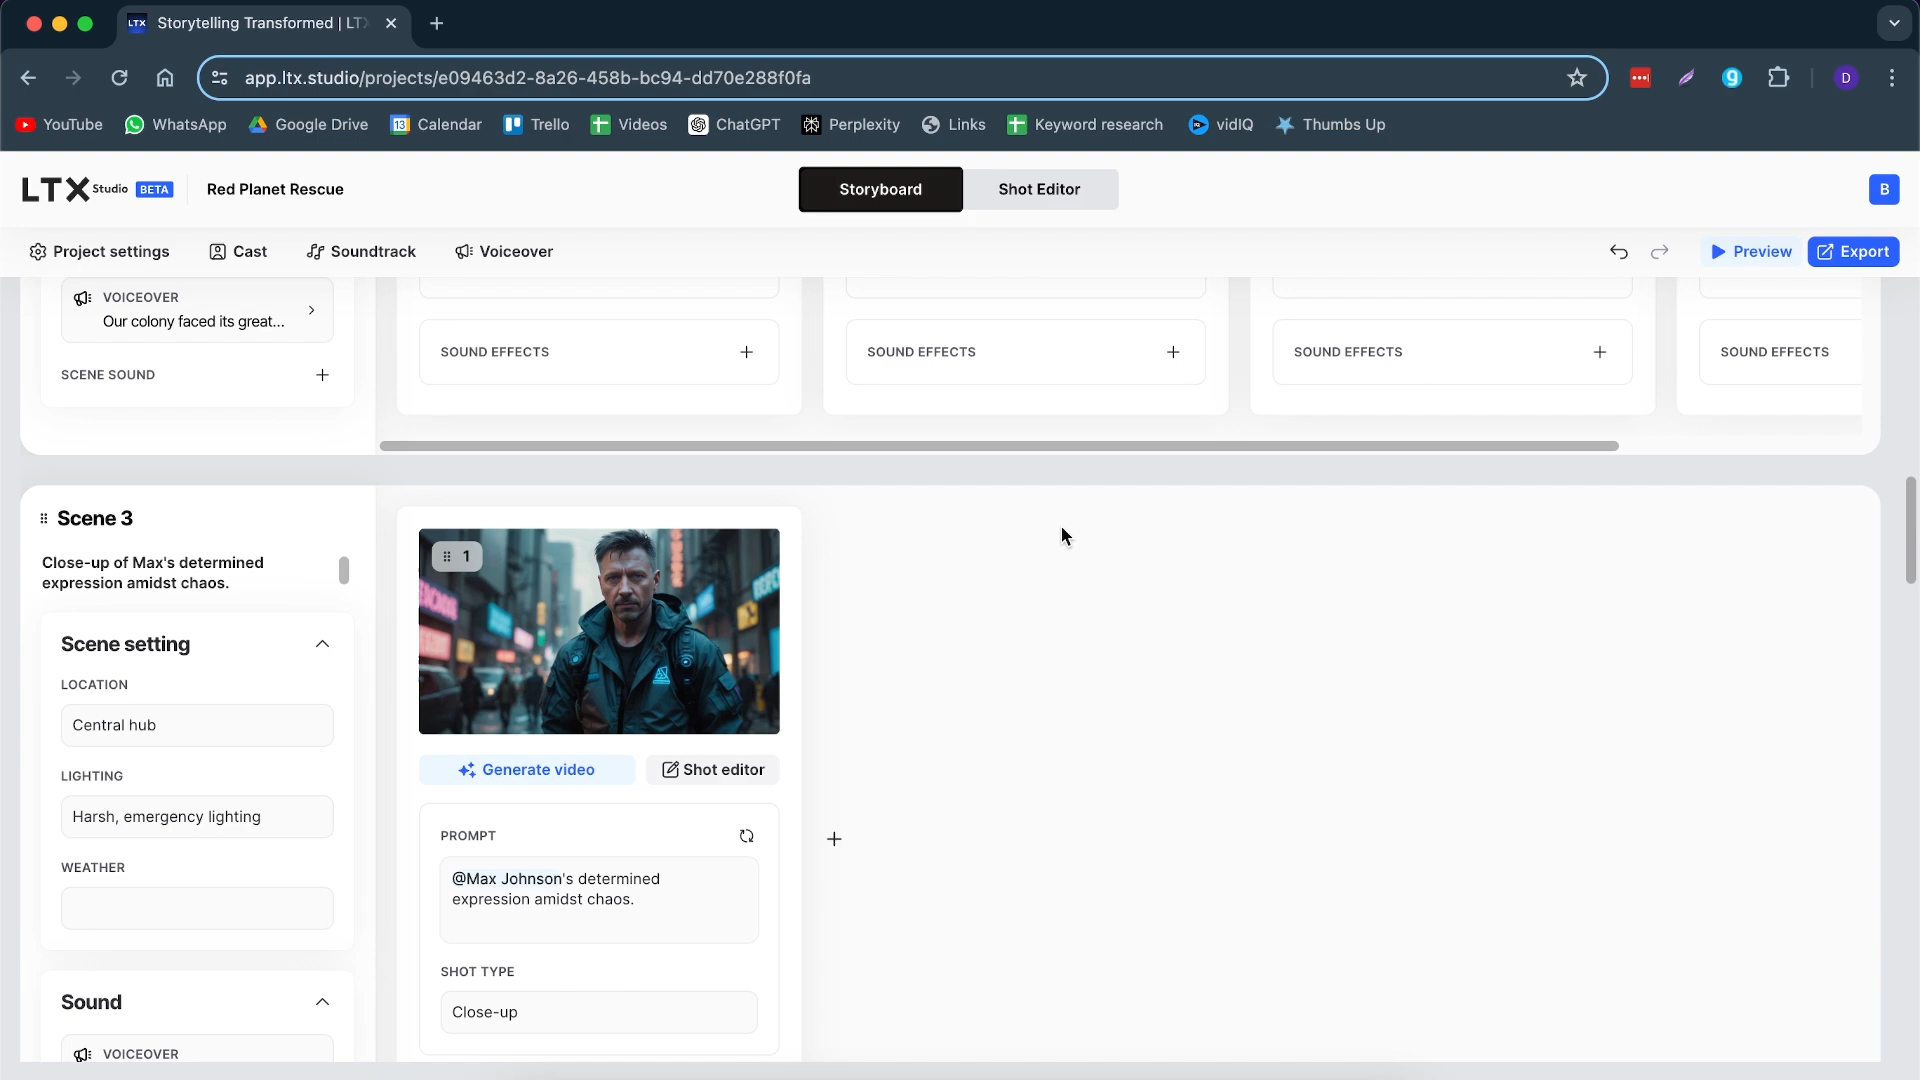 LTX Storytelling Transformed | LTX
app.ltx.studio/projects/e09463d2-8a26-458b-bc94-dd70e288f0fa
g
D
YouTube WhatsApp Google Drive 13 Calendar Trello Videos ChatGPT Perplexity Links Keyword research vidIQ Thumbs Up
LTX Studio BETA Red Planet Rescue Storyboard Shot Editor B
Project settings Cast Soundtrack Voiceover Preview Export
VOICEOVER
Our colony faced its great...
SOUND EFFECTS SOUND EFFECTS SOUND EFFECTS SOUND EFFECTS
SCENE SOUND
Scene 3
Close-up of Max's determined
expression amidst chaos.
Scene setting
LOCATION
Central hub
LIGHTING
Harsh, emergency lighting
WEATHER
Sound
VOICEOVER
1
Generate video Shot editor
PROMPT
@Max Johnson's determined
expression amidst chaos.
SHOT TYPE
Close-up